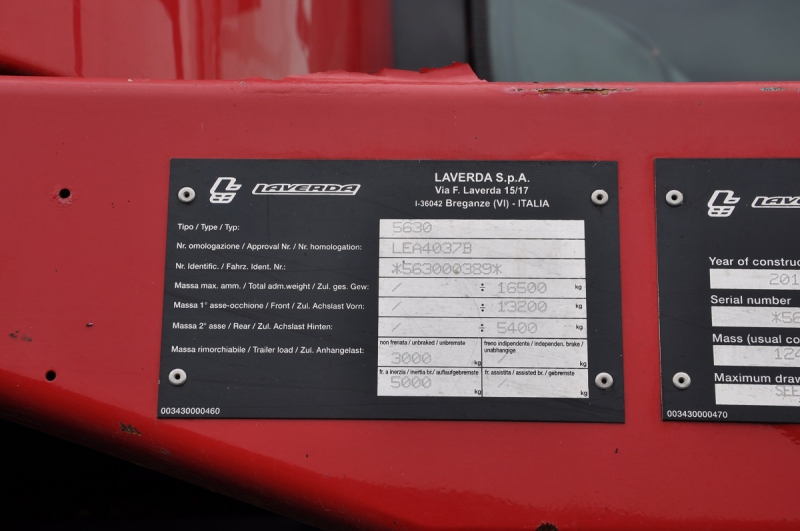 LAVERDA
LAVERDA S.p.A.
Via F. Laverda 15/17
I-36042 Breganze (VI) - ITALIA
Tipo / Type / Typ: 5630
Nr. omologazione / Approval Nr. / Nr. homologation: LEA4037B
Nr. Identific. / Fahrz. Ident. Nr.: *563000389*
Massa max. amm. / Total adm.weight / Zul. ges. Gew: / ÷ 16500 kg
Massa 1° asse-occhione / Front / Zul. Achslast Vorn: / ÷ 13200 kg
Massa 2° asse / Rear / Zul. Achslast Hinten: / ÷ 5400 kg
Massa rimorchiabile / Trailer load / Zul. Anhangelast:
non frenata / unbraked / unbremste
3000 kg
freno indipendente / independen. brake /
unabhangige
/ kg
fr. a inerzia / inertia br./ auflaufgebremste
5000 kg
fr. assistita / assisted br. / gebremste
/ kg
003430000460
LAVERDA
Year of construc
201
Serial number
*56
Mass (usual co
124
Maximum draw
SEE
003430000470